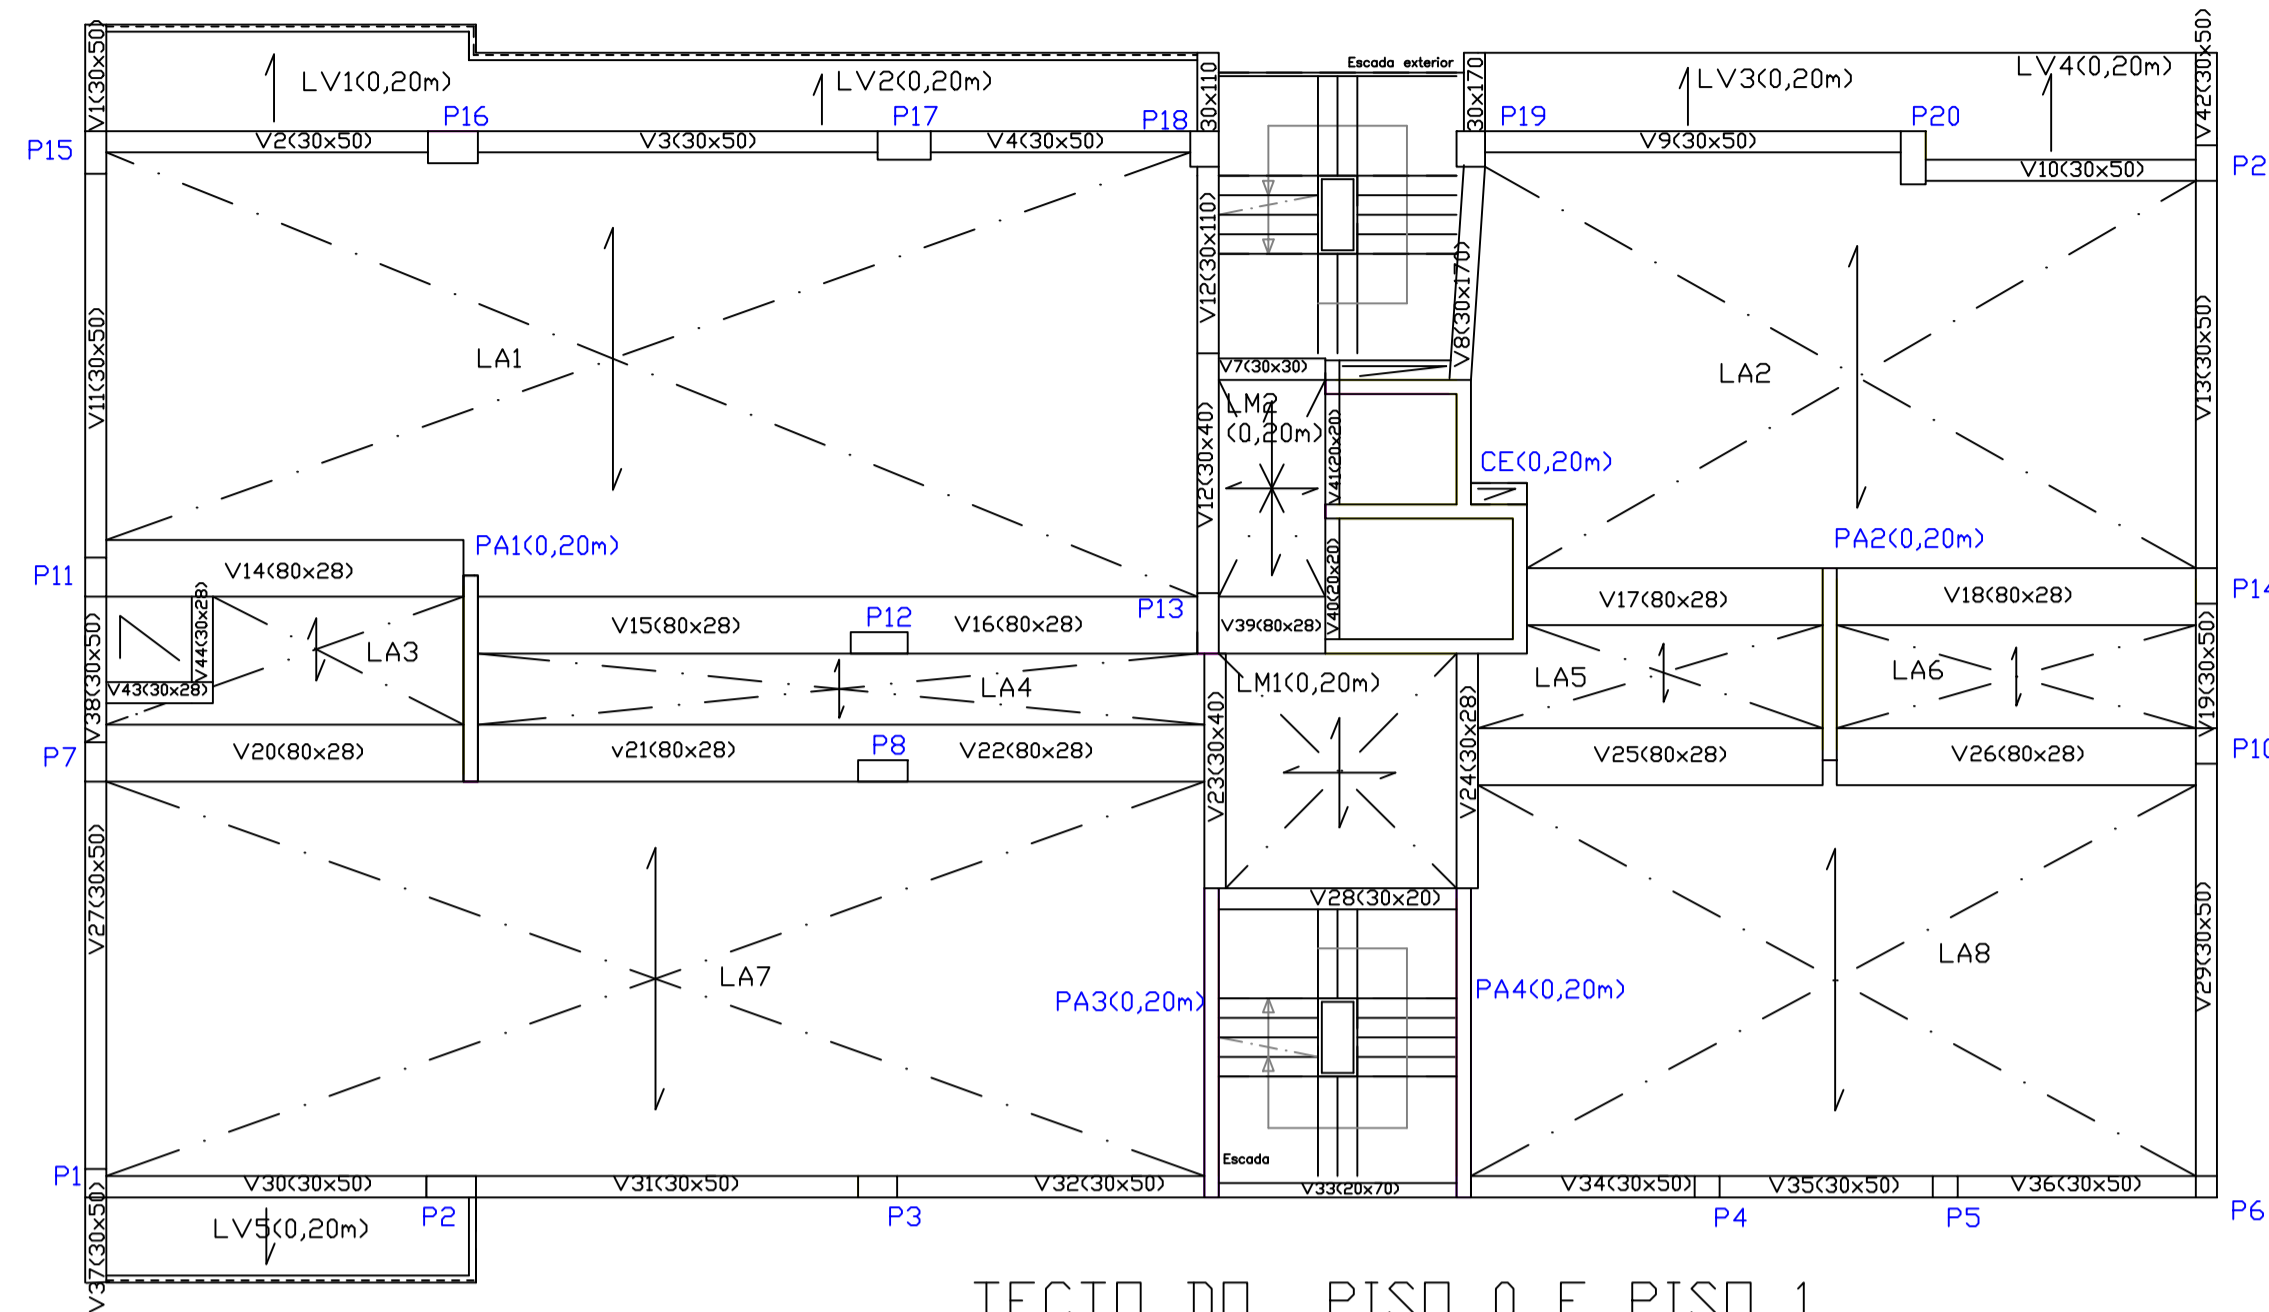 V1(30x50)
LV1(0,20m)
LV2(0,20m)
30x110
Escada exterior
30x170
LV3(0,20m)
LV4(0,20m)
V42(30x50)
P15
V2(30x50)
P16
V3(30x50)
P17
V4(30x50)
P18
P19
V9(30x50)
P20
V10(30x50)
P2
V11(30x50)
LA1
V12(30x110)
V8(30x170)
LA2
V13(30x50)
V7(30x30)
LM2
(0,20m)
V12(30x40)
V41(20x20)
CE(0,20m)
PA1(0,20m)
PA2(0,20m)
P11
V14(80x28)
V44(30x28)
V15(80x28)
P12
V16(80x28)
P13
V39(80x28)
V40(20x20)
V17(80x28)
V18(80x28)
P14
V38(30x50)
V43(30x28)
LA3
LA4
LM1(0,20m)
LA5
LA6
V19(30x50)
P7
V20(80x28)
v21(80x28)
P8
V22(80x28)
V23(30x40)
V24(30x28)
V25(80x28)
V26(80x28)
P10
V27(30x50)
LA7
V28(30x20)
LA8
V29(30x50)
PA3(0,20m)
PA4(0,20m)
Escada
P1
V30(30x50)
V31(30x50)
V32(30x50)
V33(20x70)
V34(30x50)
V35(30x50)
V36(30x50)
V37(30x50)
LV5(0,20m)
P2
P3
P4
P5
P6
TECTO DO PISO 0 E PISO 1